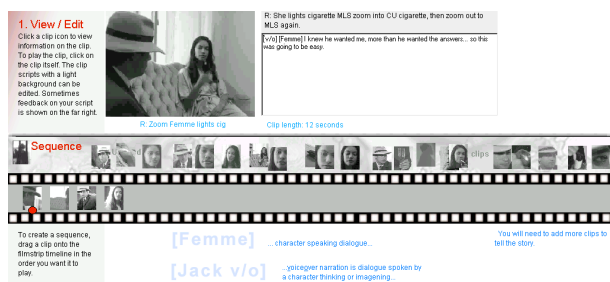 1. View / Edit
Click a clip icon to view
information on the clip.
To play the clip, click on
the clip itself. The clip
scripts with a light
background can be
edited. Sometimes
feedback on your script
is shown on the far right.
R: Zoom Femme lights cig
R: She lights cigarette MLS zoom into CU cigarette, then zoom out to
MLS again.
[v/o] [Femme] I knew he wanted me, more than he wanted the answers... so this
was going to be easy.
Clip length: 12 seconds
Sequence
clips
To create a sequence,
drag a clip onto the
filmstrip timeline in the
order you want it to
play.
[Femme]
... character speaking dialogue...
[Jack v/o]
...voiceover narration is dialogue spoken by
a character thinking or imagening...
You will need to add more clips to
tell the story.